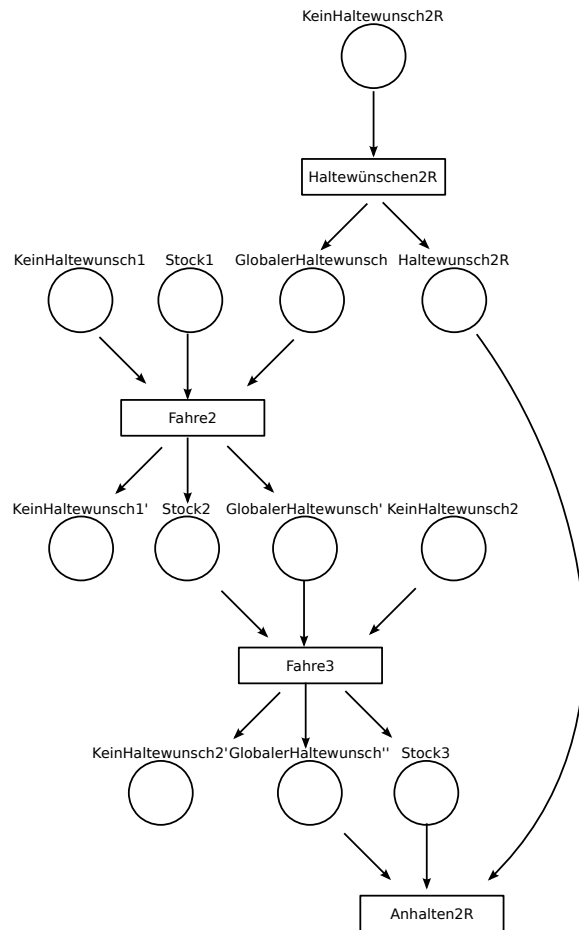 KeinHaltewunsch2R
Haltewünschen2R
KeinHaltewunsch1 Stock1 GlobalerHaltewunsch Haltewunsch2R
Fahre2
KeinHaltewunsch1' Stock2 GlobalerHaltewunsch' KeinHaltewunsch2
Fahre3
KeinHaltewunsch2' GlobalerHaltewunsch'' Stock3
Anhalten2R